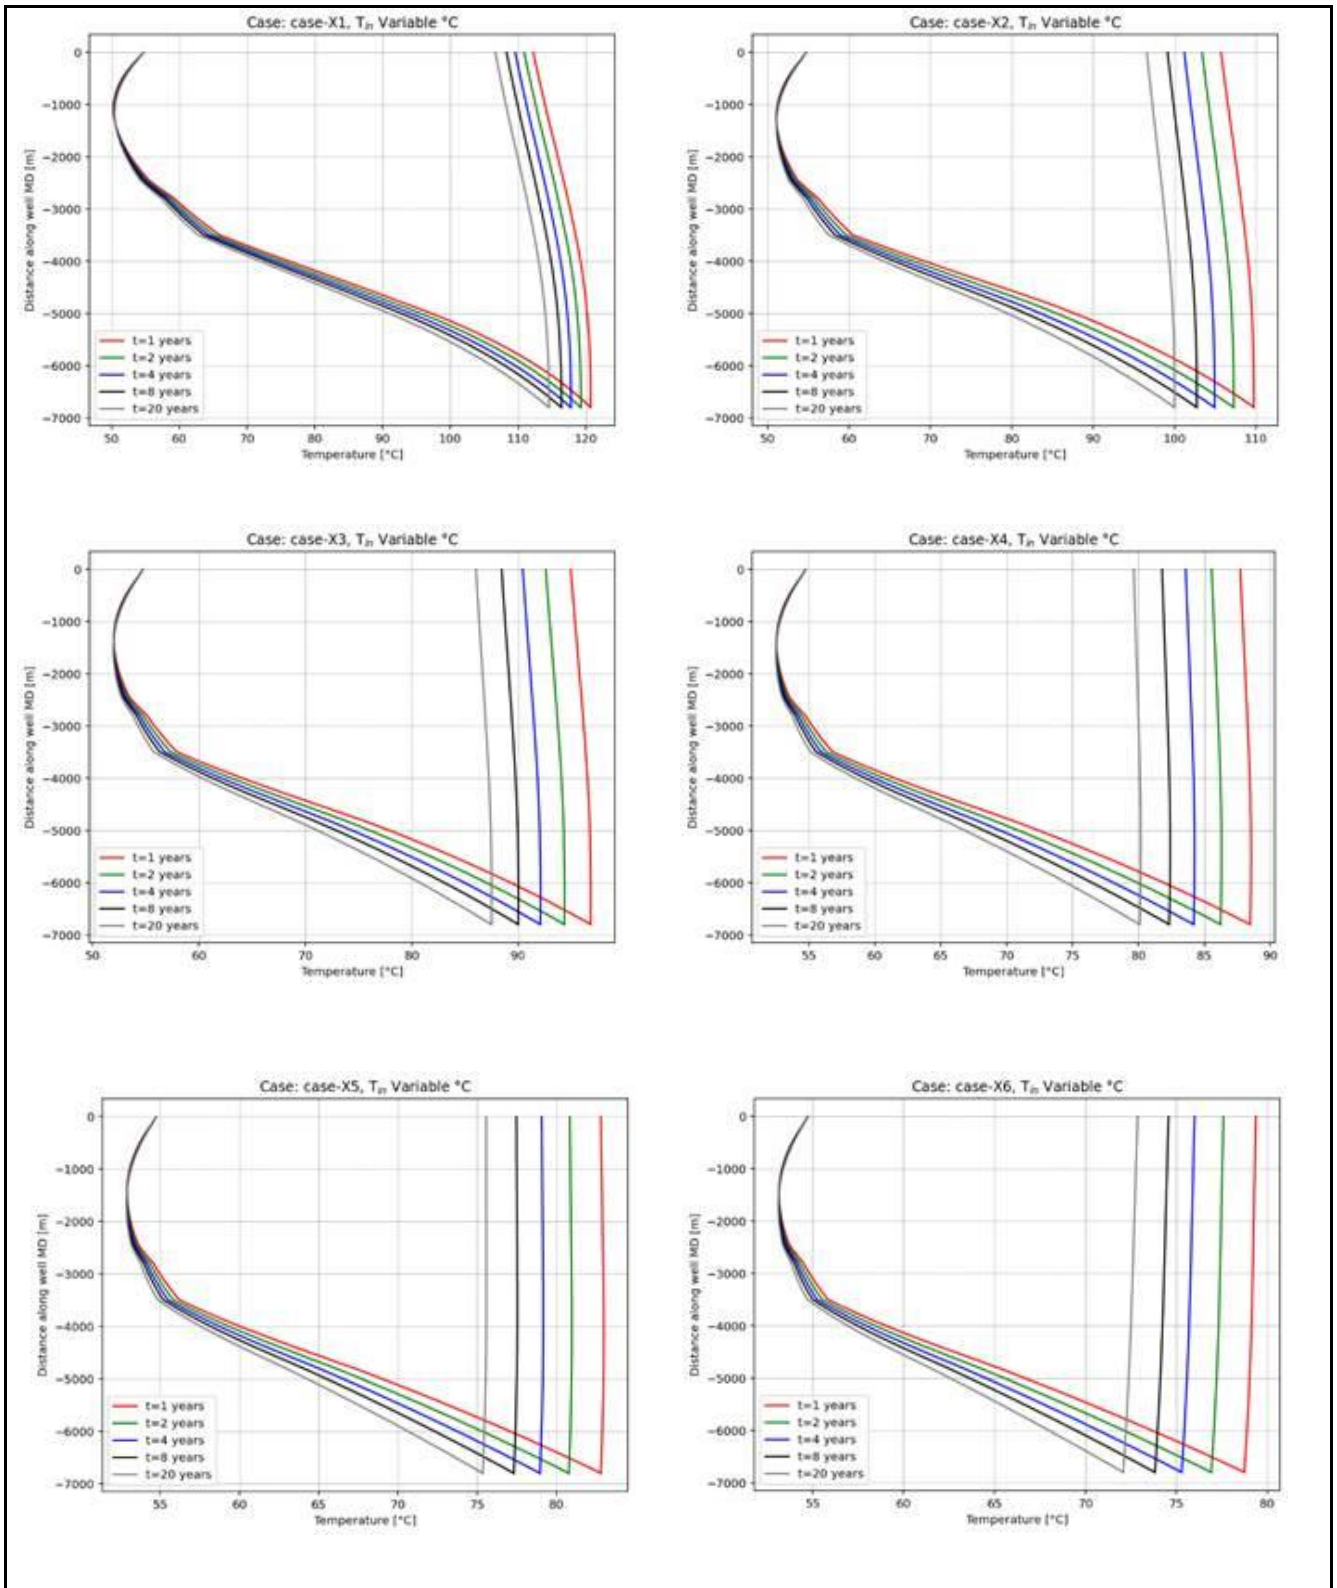 Case: case-X1, Tin Variable °C
Distance along well MD [m]
0
−1000
−2000
−3000
−4000
−5000
−6000
−7000
t=1 years
t=2 years
t=4 years
t=8 years
t=20 years
50 60 70 80 90 100 110 120
Temperature [°C]
Case: case-X2, Tin Variable °C
Distance along well MD [m]
0
−1000
−2000
−3000
−4000
−5000
−6000
−7000
t=1 years
t=2 years
t=4 years
t=8 years
t=20 years
50 60 70 80 90 100 110
Temperature [°C]
Case: case-X3, Tin Variable °C
Distance along well MD [m]
0
−1000
−2000
−3000
−4000
−5000
−6000
−7000
t=1 years
t=2 years
t=4 years
t=8 years
t=20 years
50 60 70 80 90
Temperature [°C]
Case: case-X4, Tin Variable °C
Distance along well MD [m]
0
−1000
−2000
−3000
−4000
−5000
−6000
−7000
t=1 years
t=2 years
t=4 years
t=8 years
t=20 years
55 60 65 70 75 80 85 90
Temperature [°C]
Case: case-X5, Tin Variable °C
Distance along well MD [m]
0
−1000
−2000
−3000
−4000
−5000
−6000
−7000
t=1 years
t=2 years
t=4 years
t=8 years
t=20 years
55 60 65 70 75 80
Temperature [°C]
Case: case-X6, Tin Variable °C
Distance along well MD [m]
0
−1000
−2000
−3000
−4000
−5000
−6000
−7000
t=1 years
t=2 years
t=4 years
t=8 years
t=20 years
55 60 65 70 75 80
Temperature [°C]